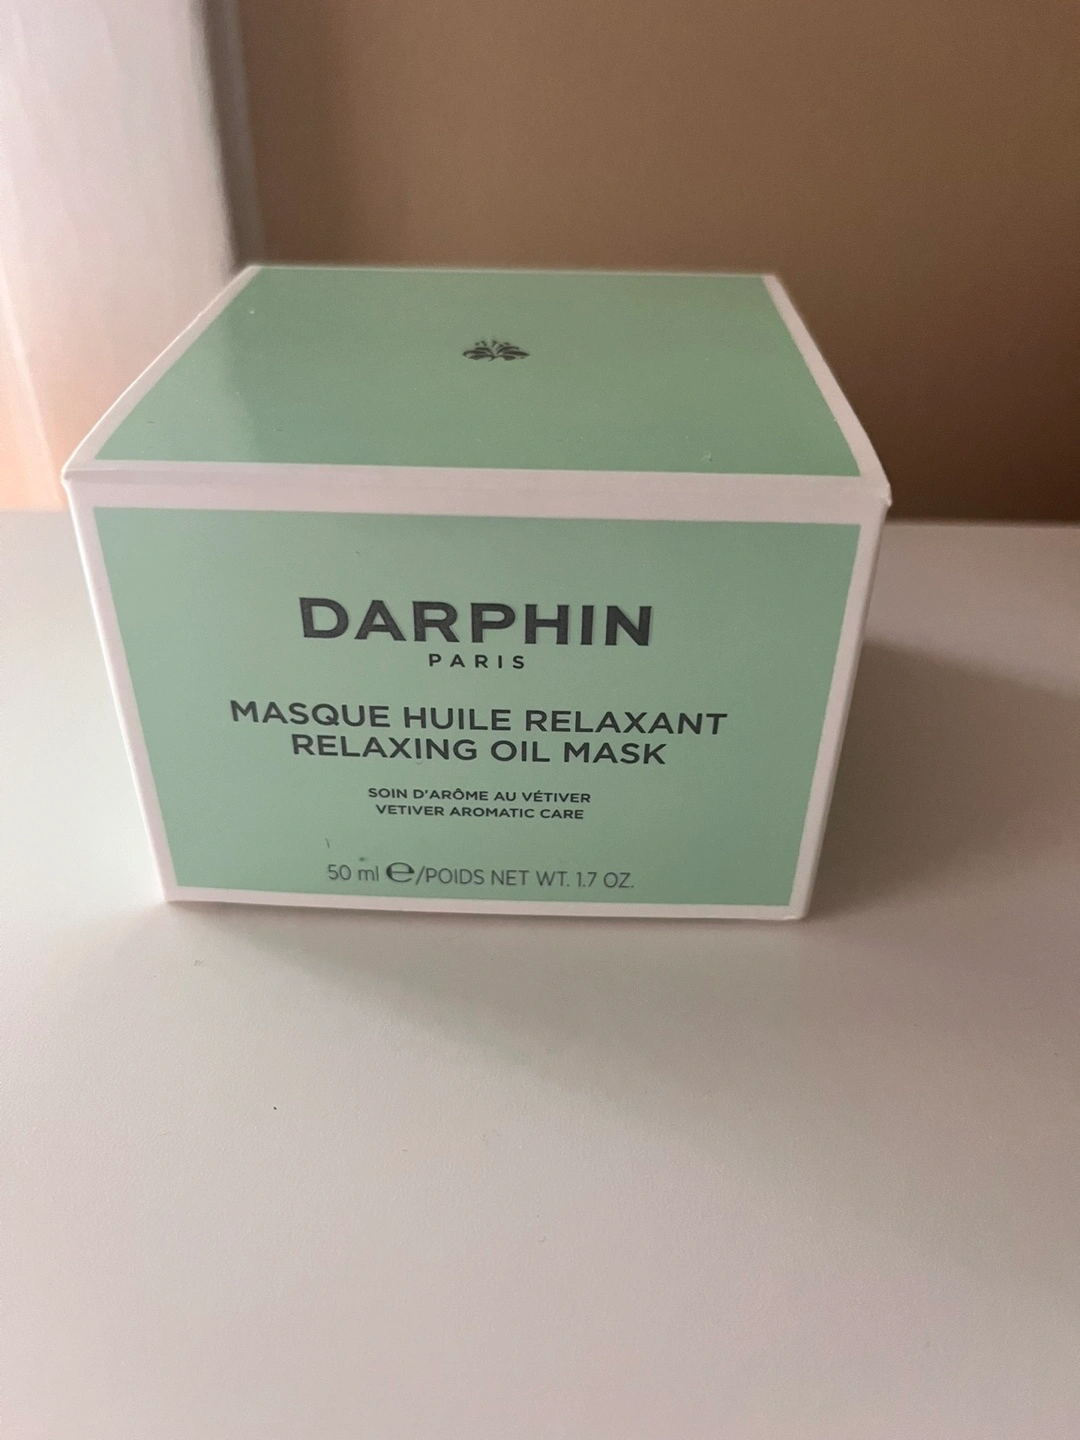 DARPHIN
PARIS
MASQUE HUILE RELAXANT
RELAXING OIL MASK
SOIN D'ARÔME AU VÉTIVER
VETIVER AROMATIC CARE
50 ml ℮/POIDS NET WT. 1.7 OZ.